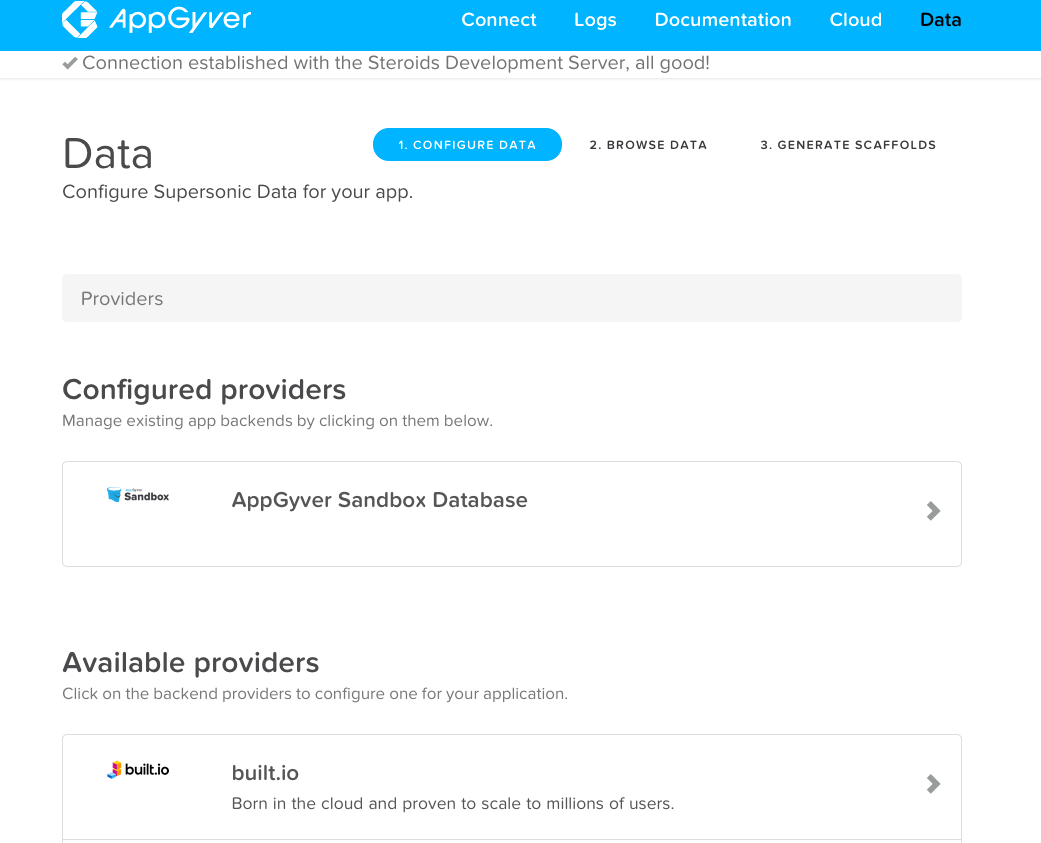 AppGyver Connect Logs Documentation Cloud Data
Connection established with the Steroids Development Server, all good!
Data
1. CONFIGURE DATA 2. BROWSE DATA 3. GENERATE SCAFFOLDS
Configure Supersonic Data for your app.
Providers
Configured providers
Manage existing app backends by clicking on them below.
AppGyver
Sandbox
AppGyver Sandbox Database
Available providers
Click on the backend providers to configure one for your application.
built.io
built.io
Born in the cloud and proven to scale to millions of users.